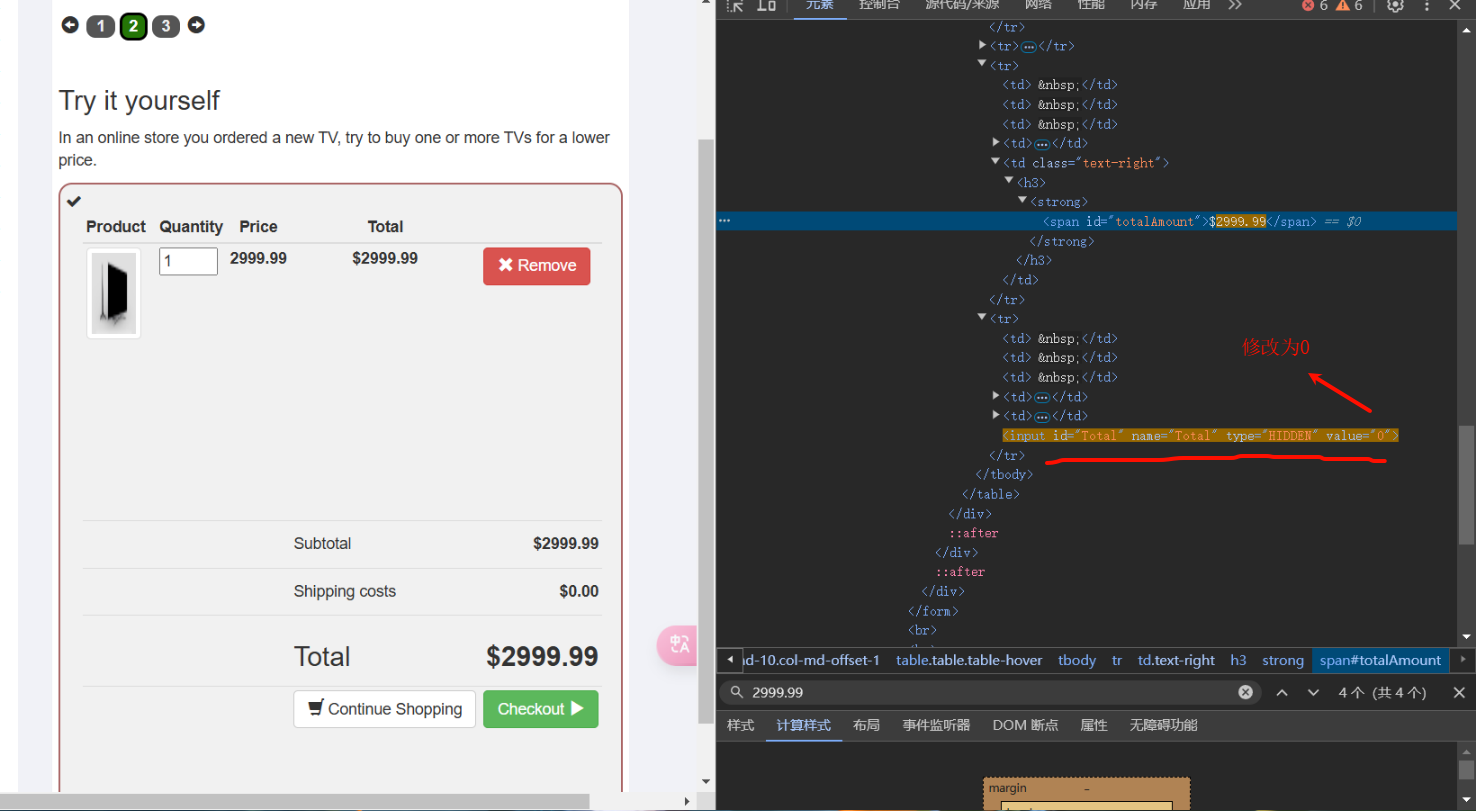 1 2 3
Try it yourself
In an online store you ordered a new TV, try to buy one or more TVs for a lower
price.
Product Quantity Price Total
1 2999.99 $2999.99 Remove
Subtotal $2999.99
Shipping costs $0.00
Total $2999.99
Continue Shopping Checkout
中 A
元素 控制台 源代码/来源 网络 性能 内存 应用 6 6
</tr>
<tr>…</tr>
<tr>
<td> &nbsp;</td>
<td> &nbsp;</td>
<td> &nbsp;</td>
<td>…</td>
<td class="text-right">
<h3>
<strong>
… <span id="totalAmount">$2999.99</span> == $0
</strong>
</h3>
</td>
</tr>
<tr>
<td> &nbsp;</td>
修改为0
<td> &nbsp;</td>
<td> &nbsp;</td>
<td>…</td>
<td>…</td>
<input id="Total" name="Total" type="HIDDEN" value="0">
</tr>
</tbody>
</table>
</div>
::after
</div>
::after
</div>
</form>
<br>
nd-10.col-md-offset-1 table.table.table-hover tbody tr td.text-right h3 strong span#totalAmount
2999.99 4个 (共4个)
样式 计算样式 布局 事件监听器 DOM 断点 属性 无障碍功能
margin –